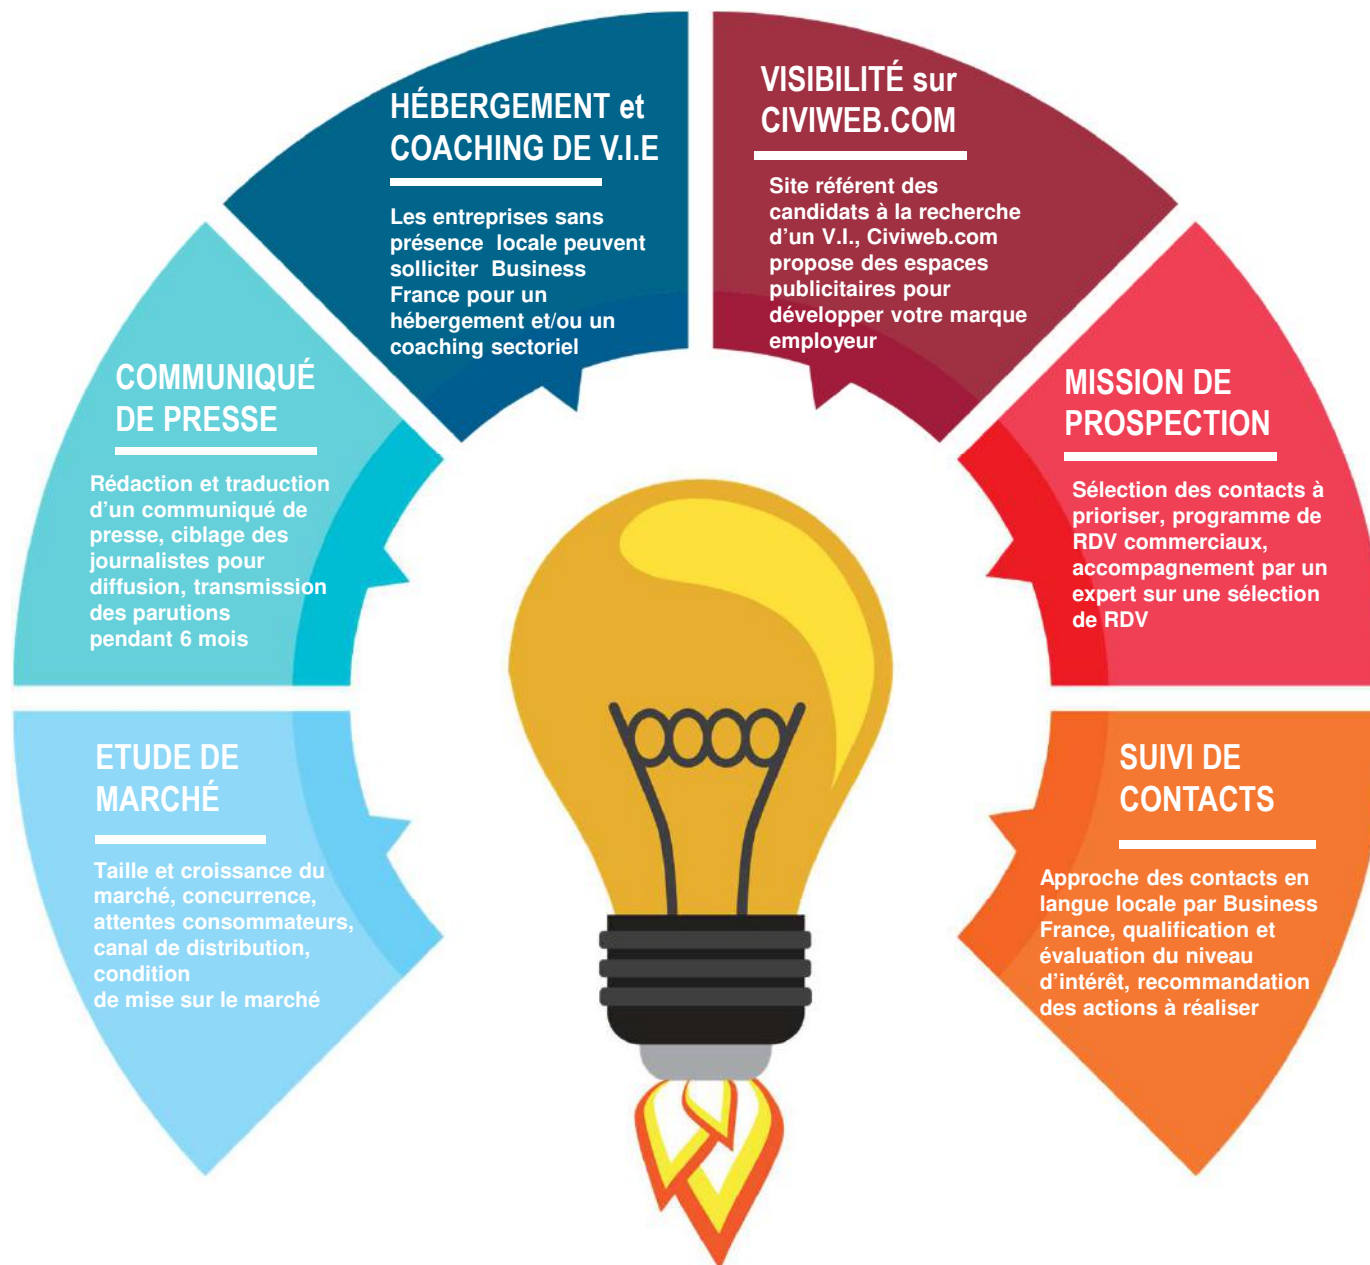 HÉBERGEMENT et
COACHING DE V.I.E
Les entreprises sans
présence locale peuvent
solliciter Business
France pour un
hébergement et/ou un
coaching sectoriel
VISIBILITÉ sur
CIVIWEB.COM
Site référent des
candidats à la recherche
d'un V.I., Civiweb.com
propose des espaces
publicitaires pour
développer votre marque
employeur
COMMUNIQUÉ
DE PRESSE
Rédaction et traduction
d'un communiqué de
presse, ciblage des
journalistes pour
diffusion, transmission
des parutions
pendant 6 mois
MISSION DE
PROSPECTION
Sélection des contacts à
prioriser, programme de
RDV commerciaux,
accompagnement par un
expert sur une sélection
de RDV
ETUDE DE
MARCHÉ
Taille et croissance du
marché, concurrence,
attentes consommateurs,
canal de distribution,
condition
de mise sur le marché
SUIVI DE
CONTACTS
Approche des contacts en
langue locale par Business
France, qualification et
évaluation du niveau
d'intérêt, recommandation
des actions à réaliser